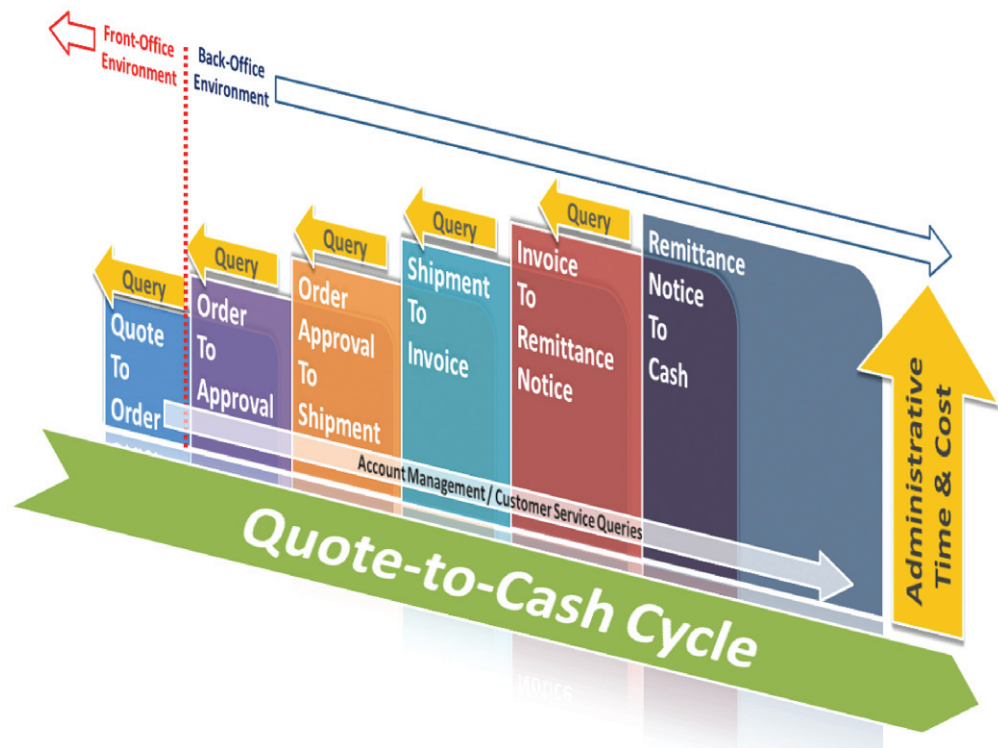 Front-Office
Environment
Back-Office
Environment
Query
Query
Query
Query
Query
Quote
To
Order
Order
To
Approval
Order
Approval
To
Shipment
Shipment
To
Invoice
Invoice
To
Remittance
Notice
Remittance
Notice
To
Cash
Account Management / Customer Service Queries
Quote-to-Cash Cycle
Administrative
Time & Cost